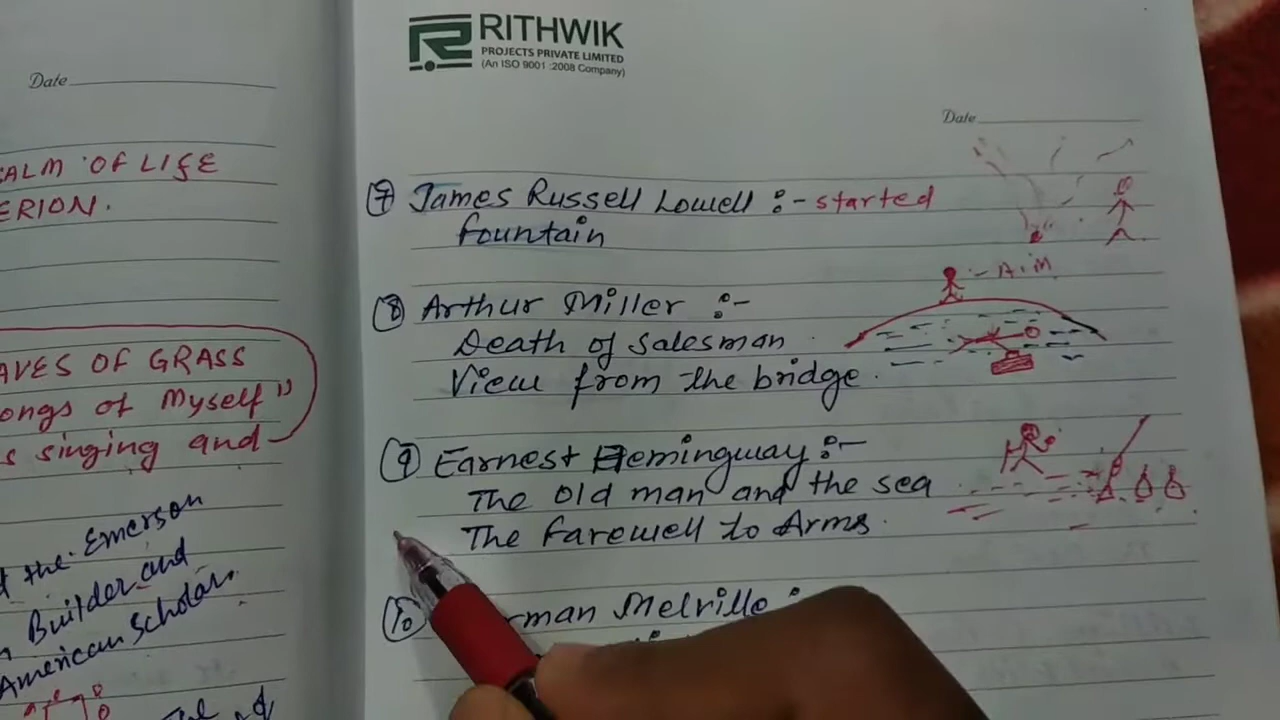 Date
ALM OF LIFE
ERION.
AVES OF GRASS
ongs of Myself"
s singing and
the Emerson
Builder and
American Scholar
RITHWIK
PROJECTS PRIVATE LIMITED
(An ISO 9001 :2008 Company)
Date
7 James Russell Lowell :- started
fountain
8 Arthur Miller :- - A.M
Death of salesman
View from the bridge.
9 Earnest Hemingway :-
The old man and the sea
The farewell to Arms.
10 rman Melville :